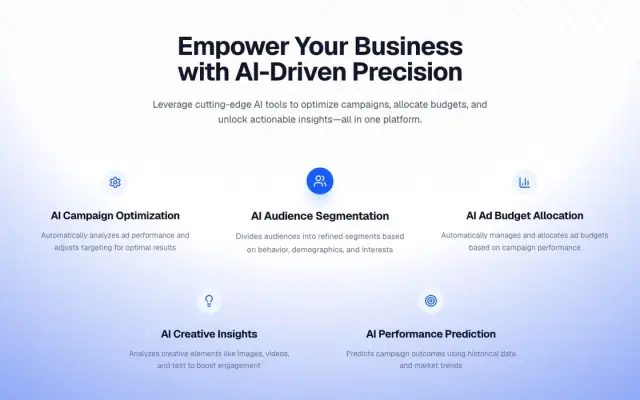 Empower Your Business
with AI-Driven Precision
Leverage cutting-edge AI tools to optimize campaigns, allocate budgets, and
unlock actionable insights—all in one platform.
AI Campaign Optimization
Automatically analyzes ad performance and
adjusts targeting for optimal results
AI Audience Segmentation
Divides audiences into refined segments based
on behavior, demographics, and interests
AI Ad Budget Allocation
Automatically manages and allocates ad budgets
based on campaign performance
AI Creative Insights
Analyzes creative elements like images, videos,
and text to boost engagement
AI Performance Prediction
Predicts campaign outcomes using historical data
and market trends